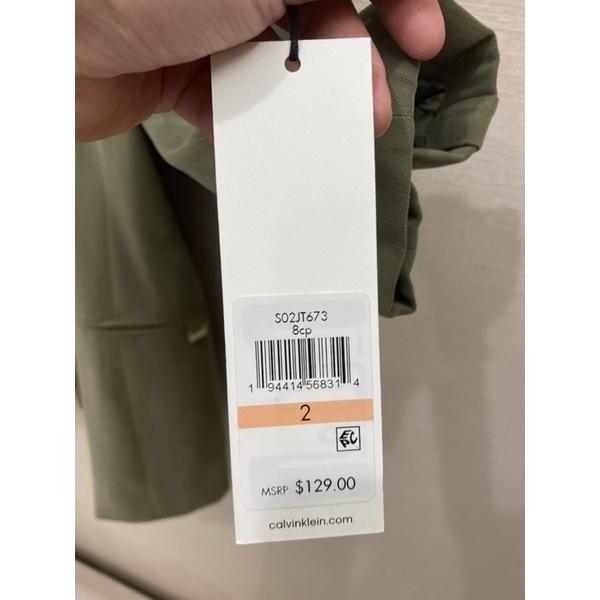 S02JT673
8cp
1 94414 56831 4
2
MSRP $129.00
calvinklein.com